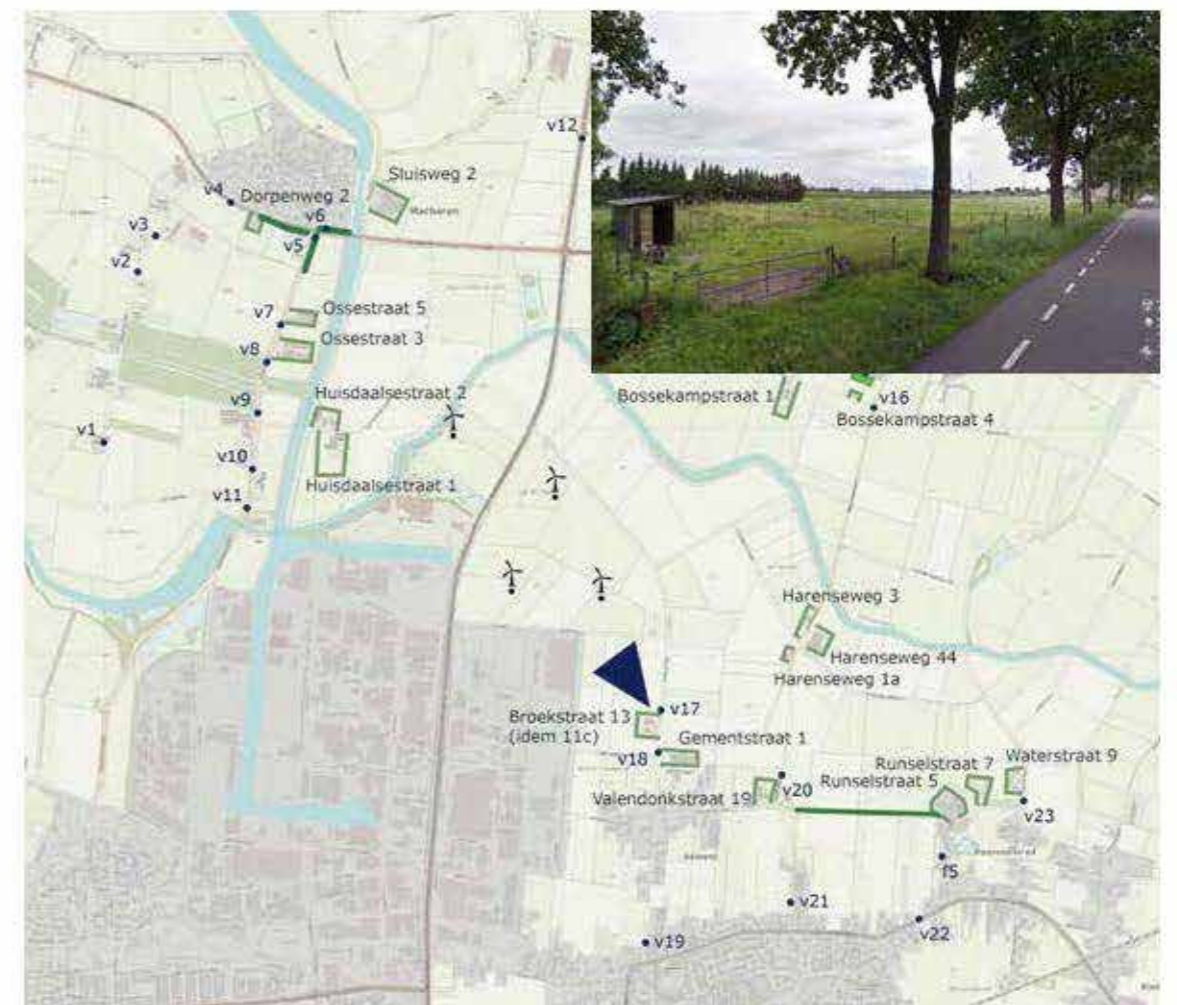 v12
Sluisweg 2
v4
Dorpenweg 2
Macharen
v6
v3
v5
v2
v7
Ossestraat 5
v8
Ossestraat 3
Huisdaalsestraat 2
Bossekampstraat 1
v16
Bossekampstraat 4
v9
v1
v10
Huisdaalsestraat 1
v11
Harenseweg 3
Harenseweg 44
Harenseweg 1a
Broekstraat 13
(idem 11c)
v17
v18
Gementstraat 1
Runselstraat 7
Waterstraat 9
Runselstraat 5
v20
Valendonkstraat 19
v23
f5
v21
v22
v19